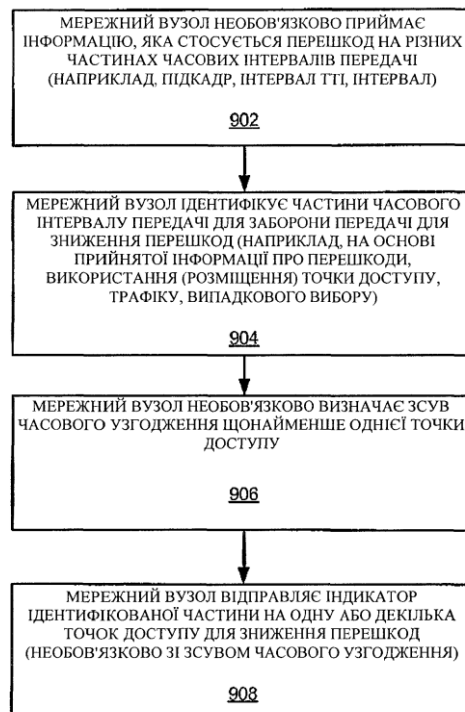 МЕРЕЖНИЙ ВУЗОЛ НЕОБОВ'ЯЗКОВО ПРИЙМАЄ
ІНФОРМАЦІЮ, ЯКА СТОСУЄТЬСЯ ПЕРЕШКОД НА РІЗНИХ
ЧАСТИНАХ ЧАСОВИХ ІНТЕРВАЛІВ ПЕРЕДАЧІ
(НАПРИКЛАД, ПІДКАДР, ІНТЕРВАЛ ТТІ, ІНТЕРВАЛ)
902
МЕРЕЖНИЙ ВУЗОЛ ІДЕНТИФІКУЄ ЧАСТИНИ ЧАСОВОГО
ІНТЕРВАЛУ ПЕРЕДАЧІ ДЛЯ ЗАБОРОНИ ПЕРЕДАЧІ ДЛЯ
ЗНИЖЕННЯ ПЕРЕШКОД (НАПРИКЛАД, НА ОСНОВІ
ПРИЙНЯТОЇ ІНФОРМАЦІЇ ПРО ПЕРЕШКОДИ,
ВИКОРИСТАННЯ (РОЗМІЩЕННЯ) ТОЧКИ ДОСТУПУ,
ТРАФІКУ, ВИПАДКОВОГО ВИБОРУ)
904
МЕРЕЖНИЙ ВУЗОЛ НЕОБОВ'ЯЗКОВО ВИЗНАЧАЄ ЗСУВ
ЧАСОВОГО УЗГОДЖЕННЯ ЩОНАЙМЕНШЕ ОДНІЄЇ ТОЧКИ
ДОСТУПУ
906
МЕРЕЖНИЙ ВУЗОЛ ВІДПРАВЛЯЄ ІНДИКАТОР
ІДЕНТИФІКОВАНОЇ ЧАСТИНИ НА ОДНУ АБО ДЕКІЛЬКА
ТОЧОК ДОСТУПУ ДЛЯ ЗНИЖЕННЯ ПЕРЕШКОД
(НЕОБОВ'ЯЗКОВО ЗІ ЗСУВОМ ЧАСОВОГО УЗГОДЖЕННЯ)
908